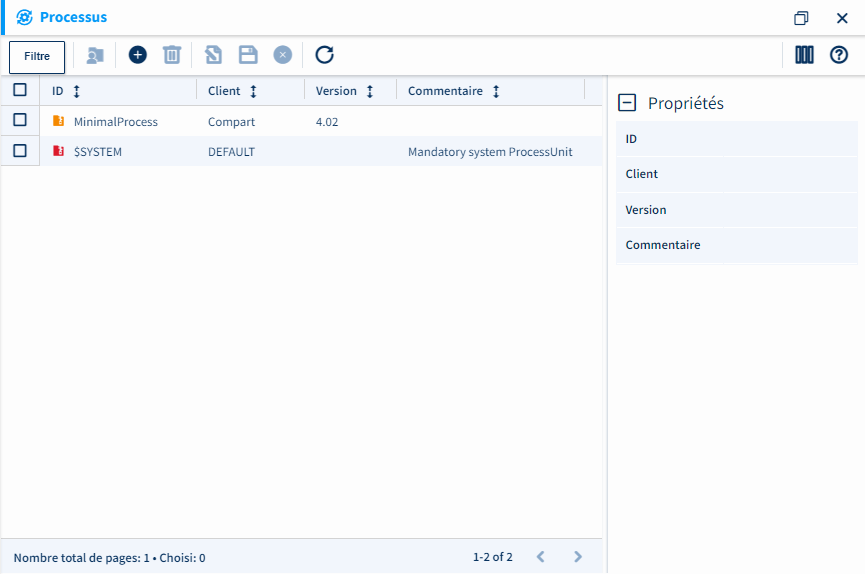 Processus
Filtre
ID Client Version Commentaire
MinimalProcess Compart 4.02
$SYSTEM DEFAULT Mandatory system ProcessUnit
Propriétés
ID
Client
Version
Commentaire
Nombre total de pages: 1 • Choisi: 0 1-2 of 2